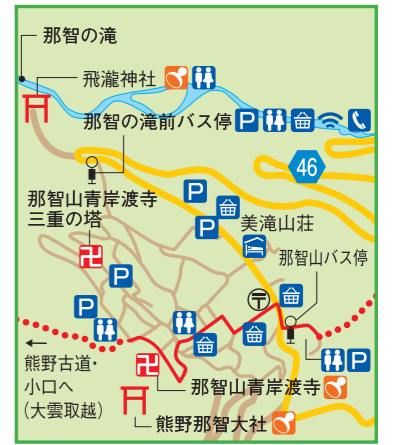 那智の滝
飛瀧神社
那智の滝前バス停 P
46
那智山青岸渡寺
三重の塔
P
P
美滝山荘
那智山バス停
P
P
〒
P
熊野古道・
小口へ
（大雲取越）
那智山青岸渡寺
熊野那智大社